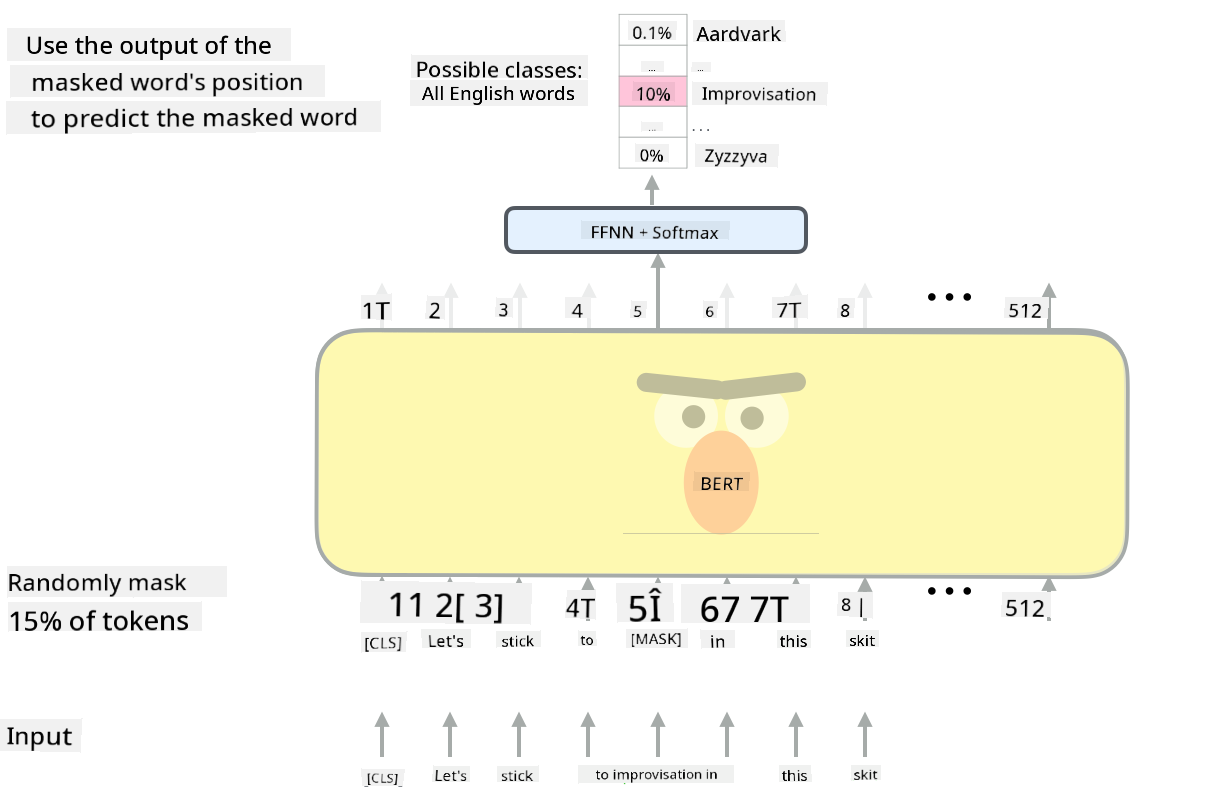 Use the output of the
masked word's position
to predict the masked word
Possible classes:
All English words
0.1% Aardvark
... ...
10% Improvisation
... ...
0% Zyzzyva
FFNN + Softmax
1T 2 3 4 5 6 7T 8 ••• 512
BERT
Randomly mask
15% of tokens
11 2[ 3] 4T 5Î 67 7T 8 | ••• 512
[CLS] Let's stick to [MASK] in this skit
Input
[CLS] Let's stick to improvisation in this skit